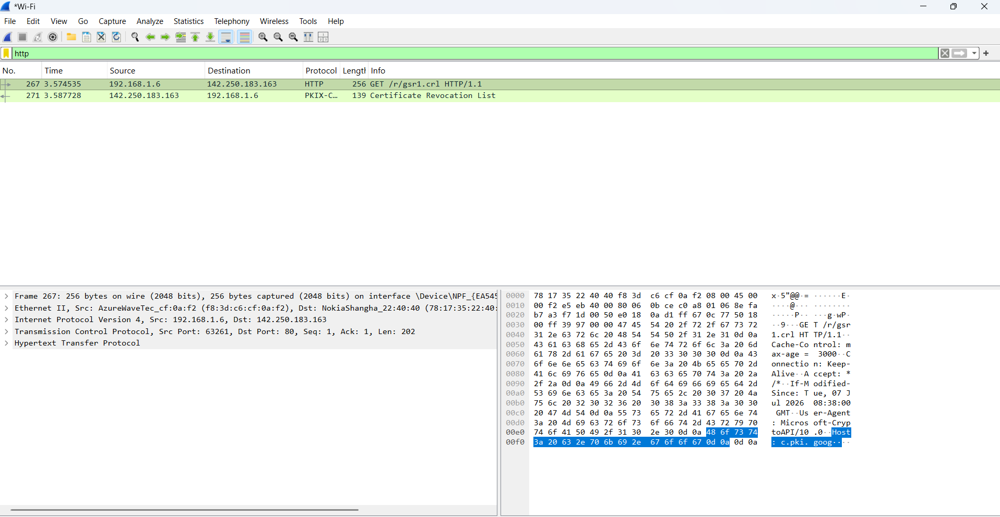 *Wi-Fi
File Edit View Go Capture Analyze Statistics Telephony Wireless Tools Help
http
No. Time Source Destination Protocol Length Info
267 3.574535 192.168.1.6 142.250.183.163 HTTP 256 GET /r/gsr1.crl HTTP/1.1
271 3.587728 142.250.183.163 192.168.1.6 PKIX-C… 139 Certificate Revocation List
Frame 267: 256 bytes on wire (2048 bits), 256 bytes captured (2048 bits) on interface \Device\NPF_{EA545
Ethernet II, Src: AzureWaveTec_cf:0a:f2 (f8:3d:c6:cf:0a:f2), Dst: NokiaShangha_22:40:40 (78:17:35:22:40:
Internet Protocol Version 4, Src: 192.168.1.6, Dst: 142.250.183.163
Transmission Control Protocol, Src Port: 63261, Dst Port: 80, Seq: 1, Ack: 1, Len: 202
Hypertext Transfer Protocol
0000 78 17 35 22 40 40 f8 3d c6 cf 0a f2 08 00 45 00 x·5"@@·= ······E·
0010 00 f2 e5 eb 40 00 80 06 0b ce c0 a8 01 06 8e fa ····@··· ········
0020 b7 a3 f7 1d 00 50 e0 18 0a d1 ff 67 0c 77 50 18 ·····P·· ···g·wP·
0030 00 ff 39 97 00 00 47 45 54 20 2f 72 2f 67 73 72 ··9···GE T /r/gsr
0040 31 2e 63 72 6c 20 48 54 54 50 2f 31 2e 31 0d 0a 1.crl HT TP/1.1··
0050 43 61 63 68 65 2d 43 6f 6e 74 72 6f 6c 3a 20 6d Cache-Co ntrol: m
0060 61 78 2d 61 67 65 20 3d 20 33 30 30 30 0d 0a 43 ax-age = 3000··C
0070 6f 6e 6e 65 63 74 69 6f 6e 3a 20 4b 65 65 70 2d onnectio n: Keep-
0080 41 6c 69 76 65 0d 0a 41 63 63 65 70 74 3a 20 2a Alive··A ccept: *
0090 2f 2a 0d 0a 49 66 2d 4d 6f 64 69 66 69 65 64 2d /*··If-M odified-
00a0 53 69 6e 63 65 3a 20 54 75 65 2c 20 30 37 20 4a Since: T ue, 07 J
00b0 75 6c 20 32 30 32 36 20 30 38 3a 33 38 3a 30 30 ul 2026 08:38:00
00c0 20 47 4d 54 0d 0a 55 73 65 72 2d 41 67 65 6e 74 GMT··Us er-Agent
00d0 3a 20 4d 69 63 72 6f 73 6f 66 74 2d 43 72 79 70 : Micros oft-Cryp
00e0 74 6f 41 50 49 2f 31 30 2e 30 0d 0a 48 6f 73 74 toAPI/10 .0··Host
00f0 3a 20 63 2e 70 6b 69 2e 67 6f 6f 67 0d 0a 0d 0a : c.pki. goog····